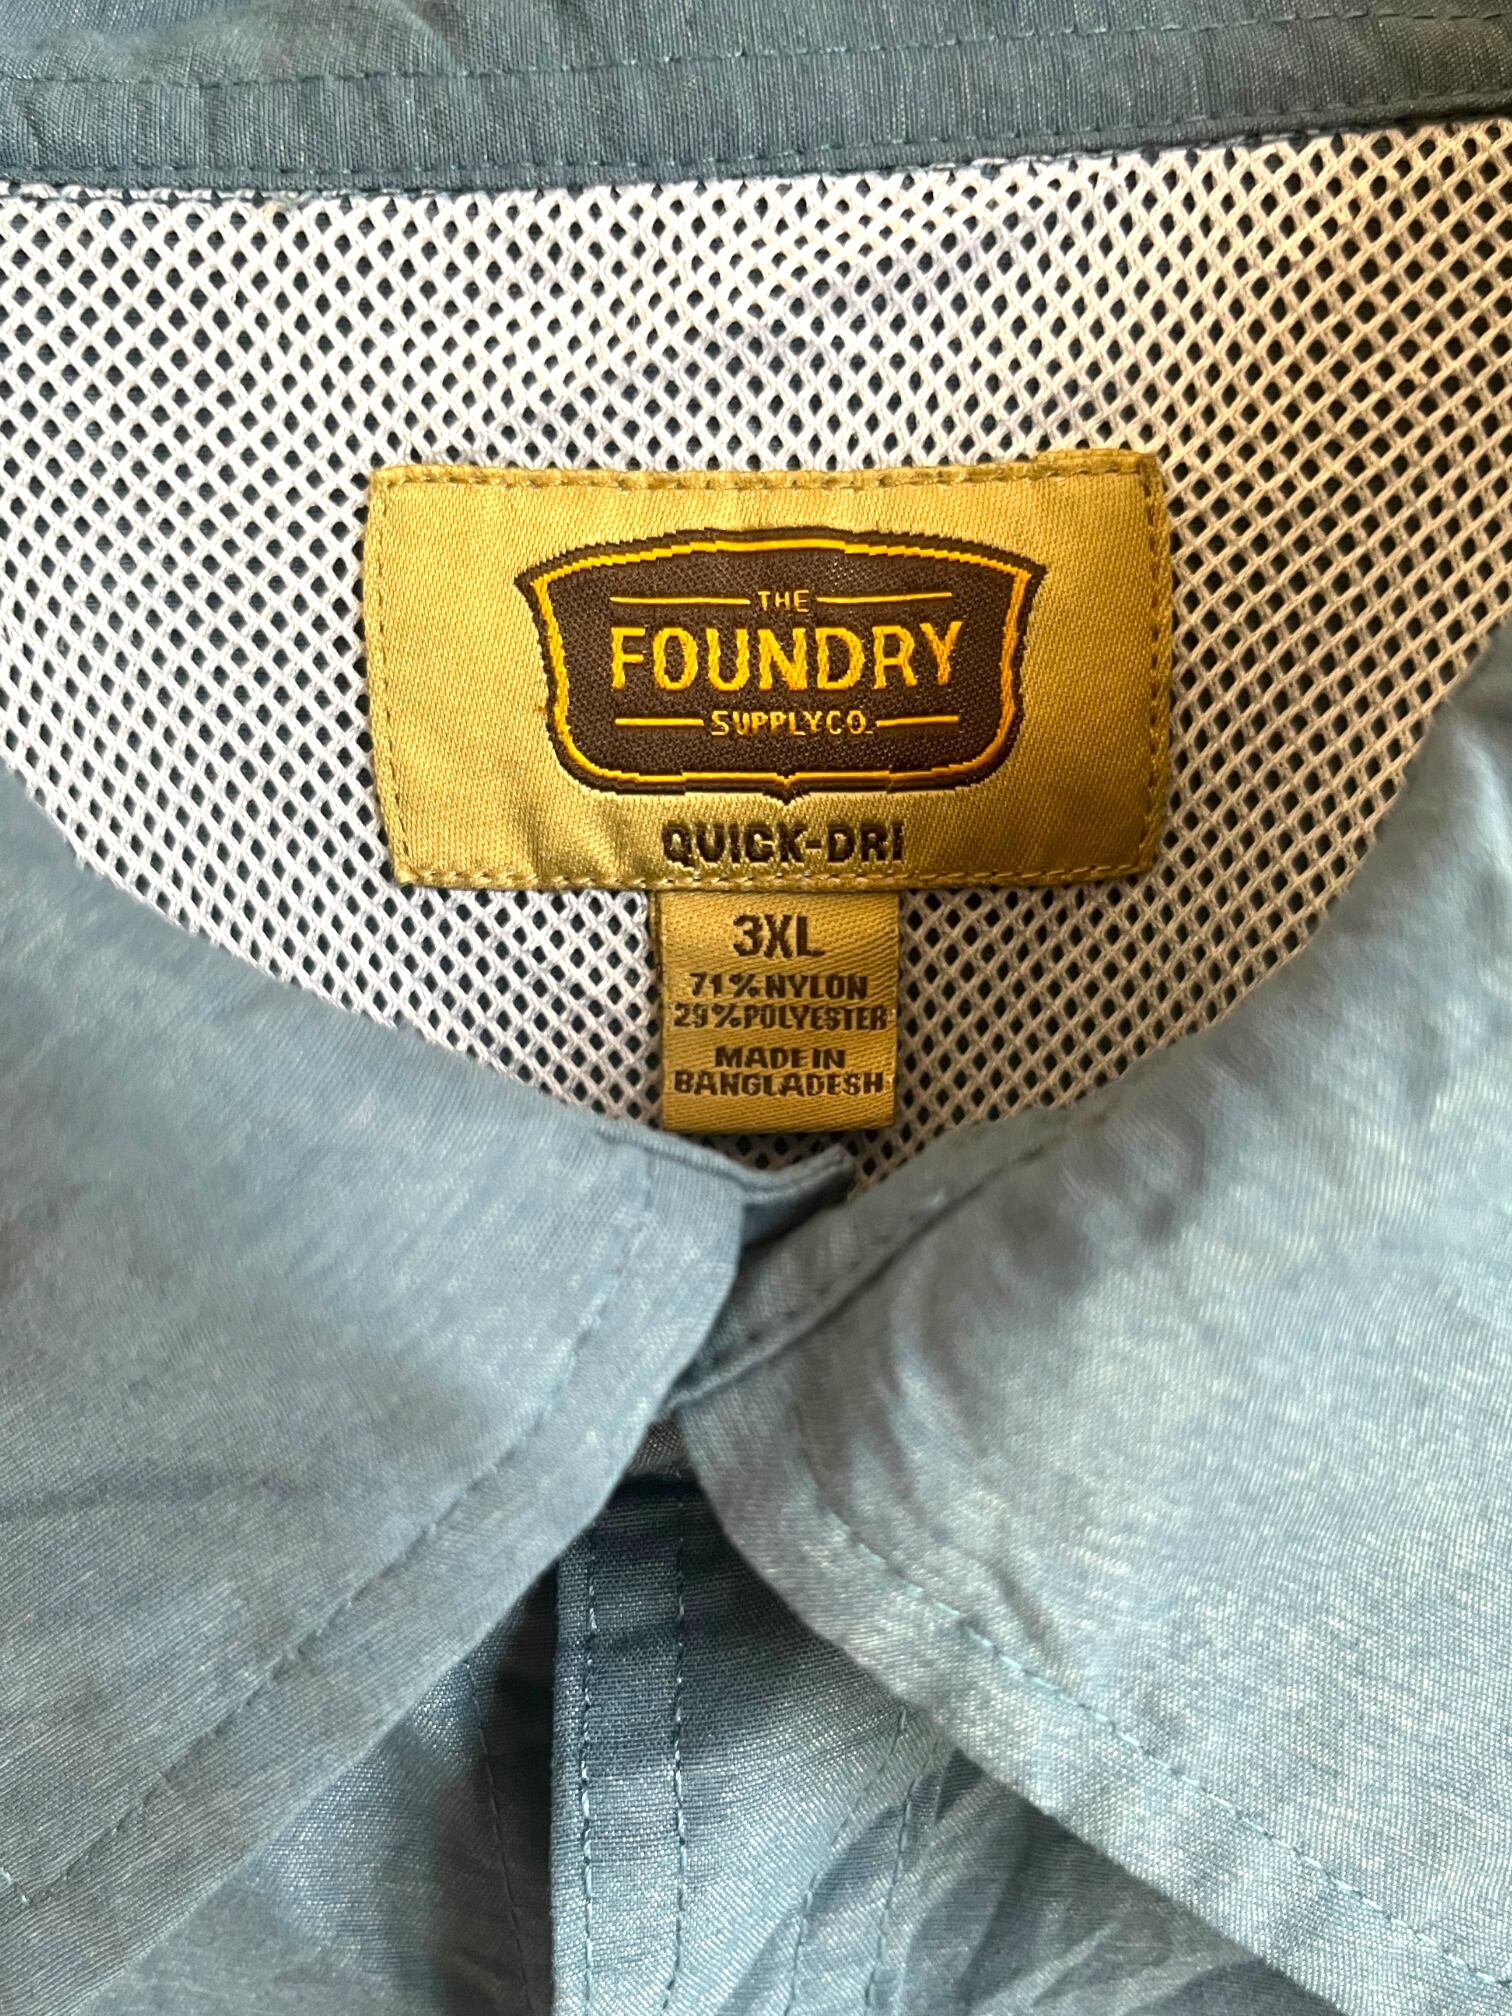 THE
FOUNDRY
SUPPLY CO.
QUICK-DRI
3XL
71% NYLON
29% POLYESTER
MADE IN
BANGLADESH